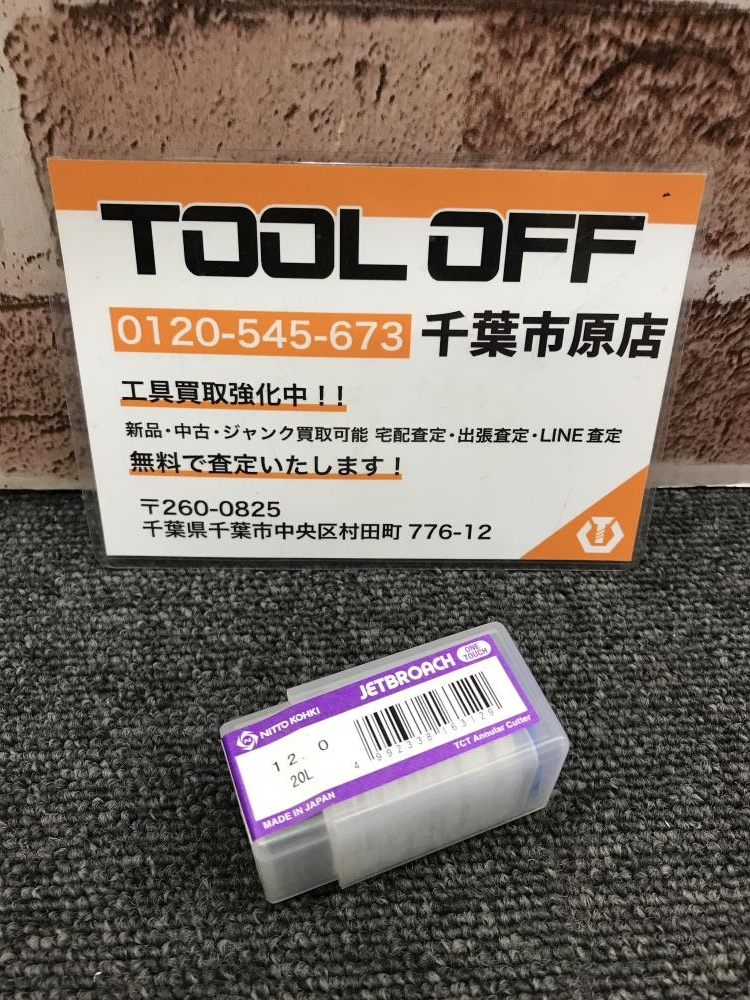 TOOL OFF
0120-545-673 千葉市原店
工具買取強化中!!
新品・中古・ジャンク買取可能 宅配査定・出張査定・LINE査定
無料で査定いたします!
〒260-0825
千葉県千葉市中央区村田町 776-12
NITTO KOHKI
JETBROACH
ONE TOUCH
12.0
20L
4 992338 163129
MADE IN JAPAN
TCT Annular Cutter